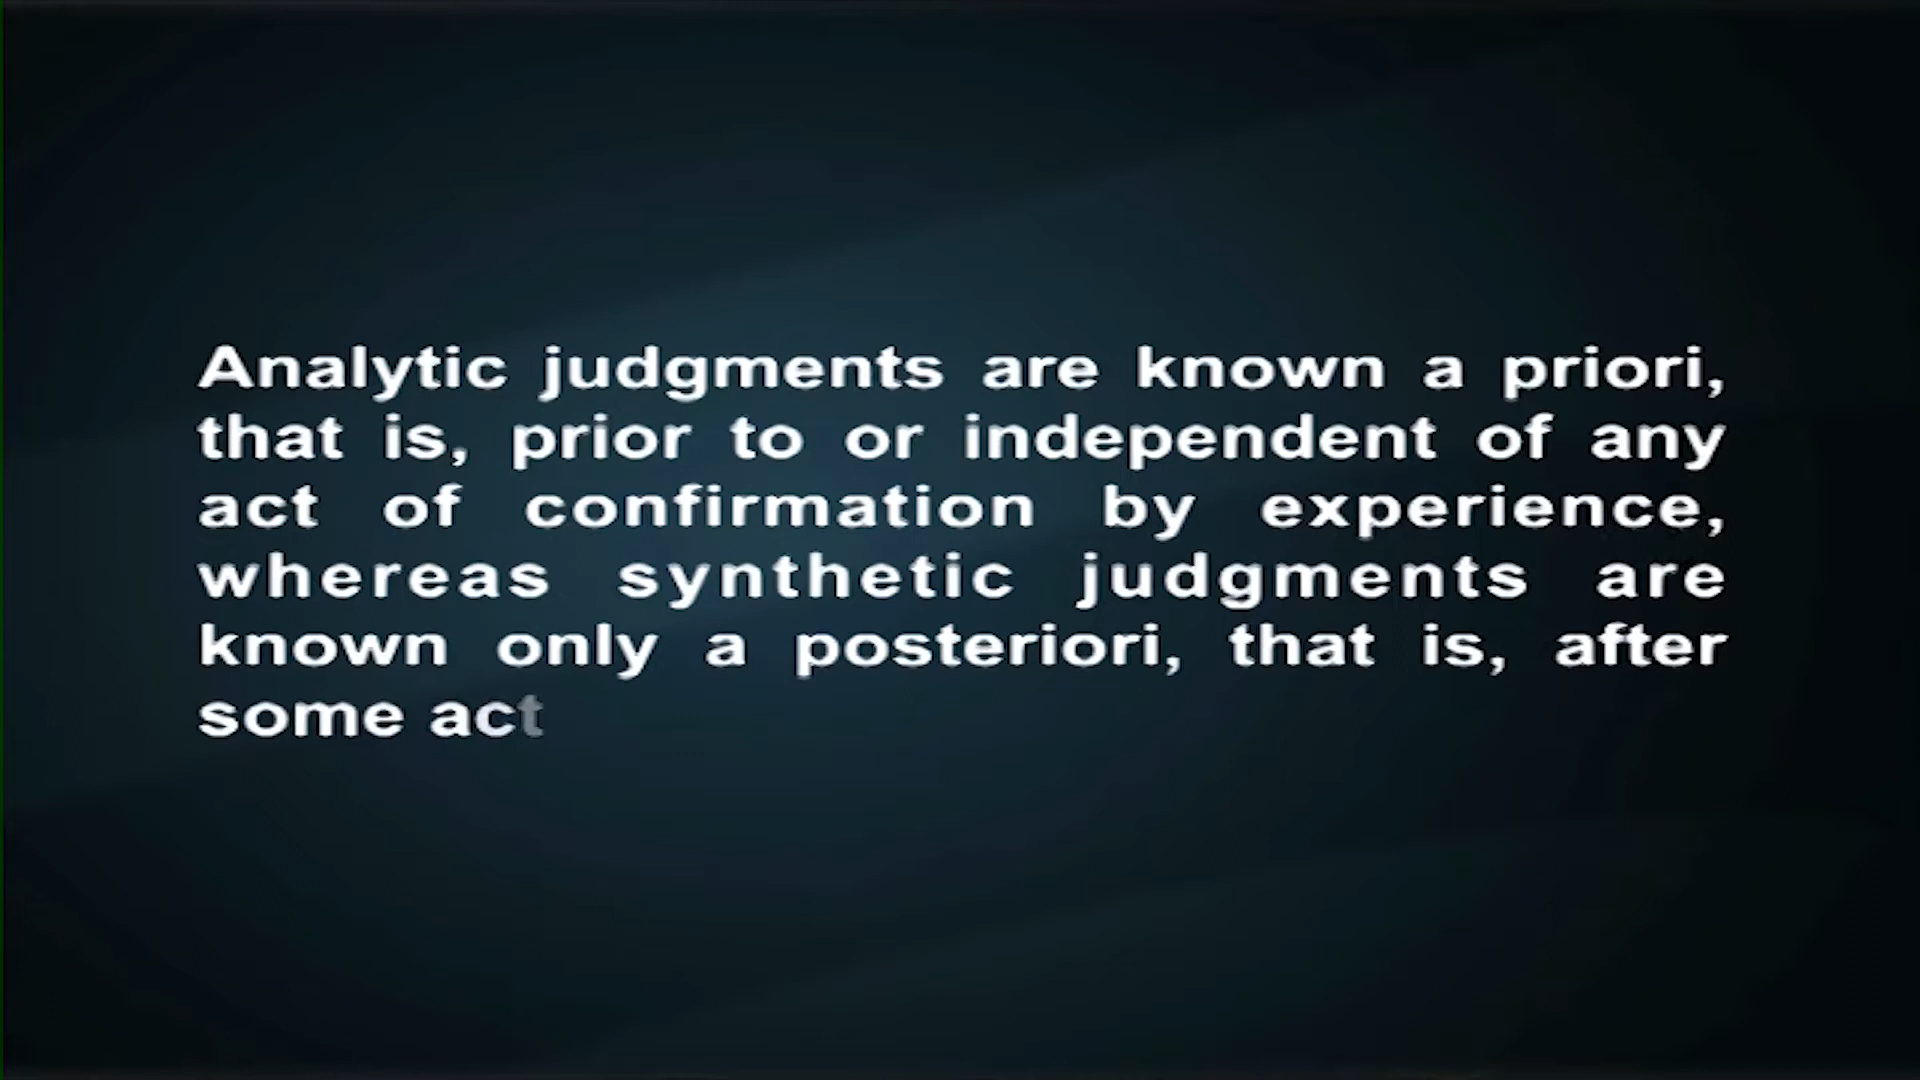 Analytic judgments are known a priori,
that is, prior to or independent of any
act of confirmation by experience,
whereas synthetic judgments are
known only a posteriori, that is, after
some act